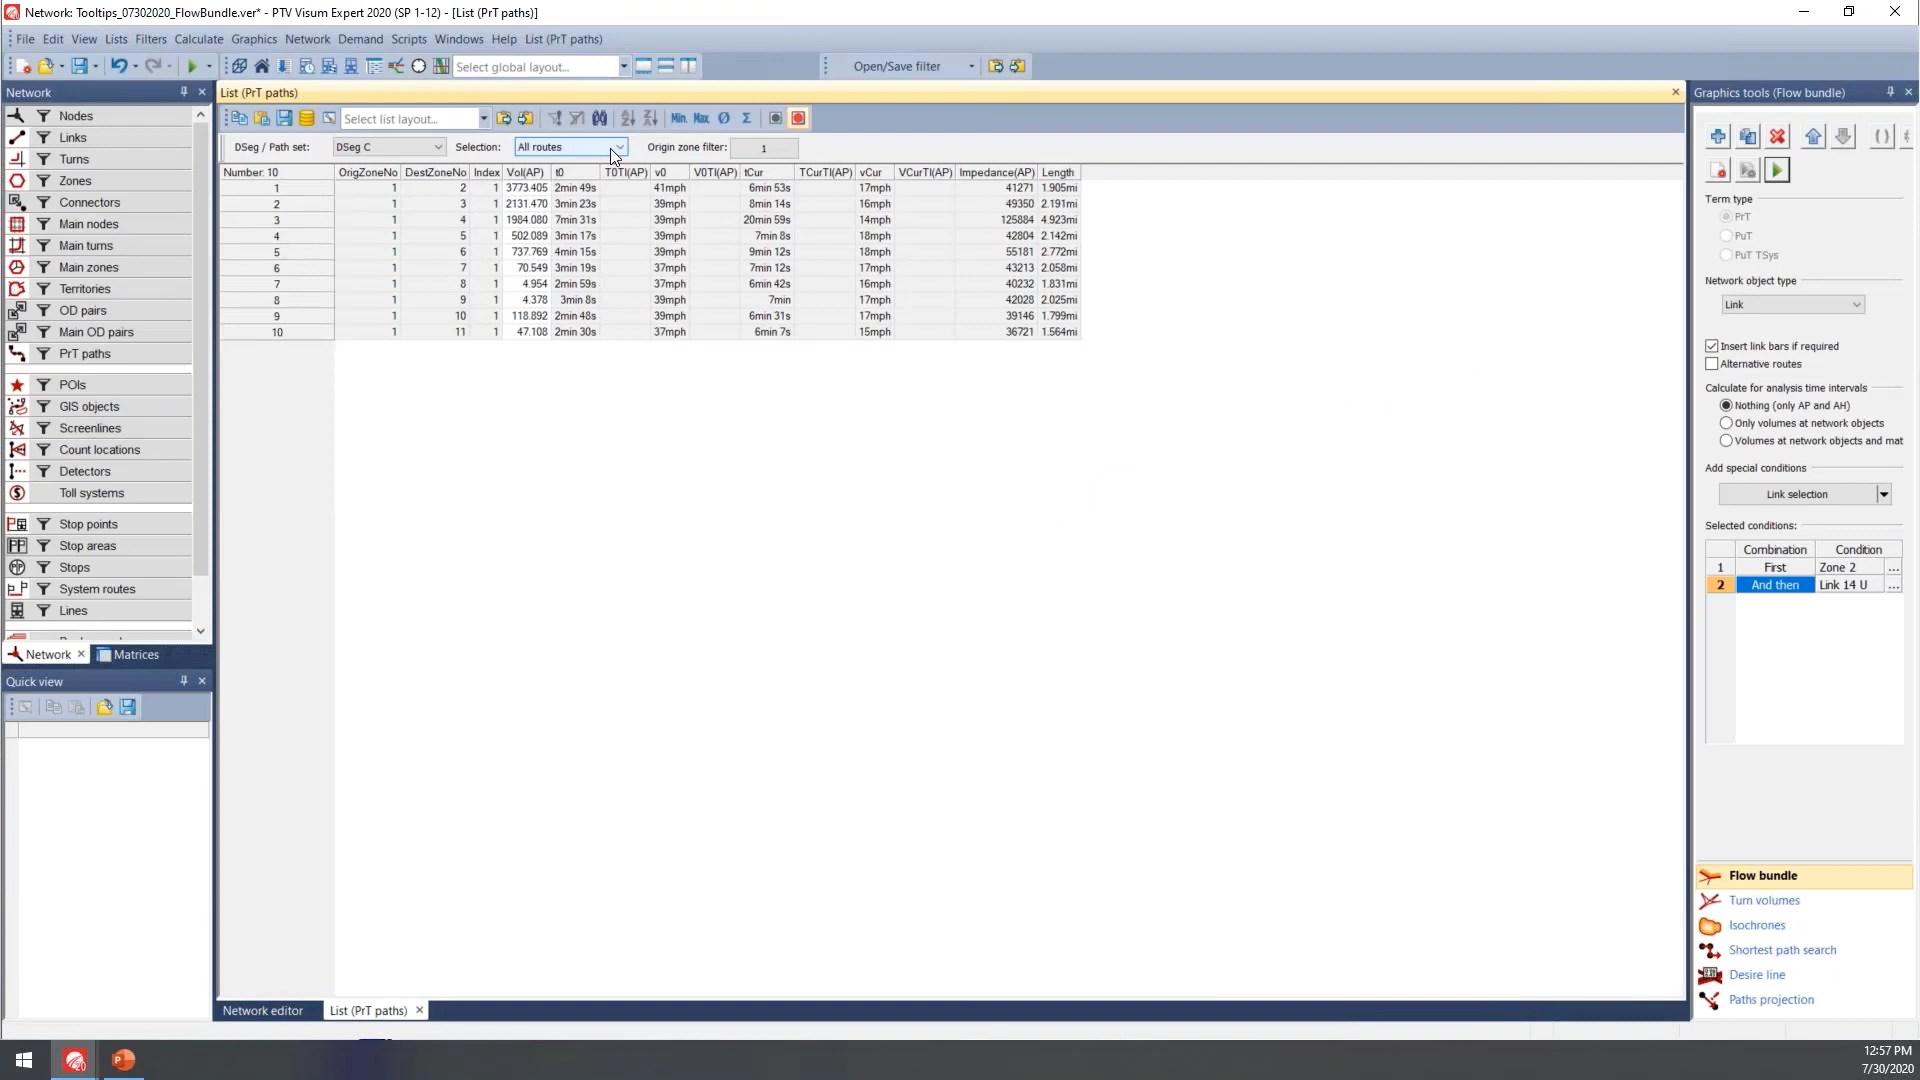 Network: Tooltips_07302020_FlowBundle.ver* - PTV Visum Expert 2020 (SP 1-12) - [List (PrT paths)]
File Edit View Lists Filters Calculate Graphics Network Demand Scripts Windows Help List (PrT paths)
Select global layout... Open/Save filter
Network
Nodes
Links
Turns
Zones
Connectors
Main nodes
Main turns
Main zones
Territories
OD pairs
Main OD pairs
PrT paths
POIs
GIS objects
Screenlines
Count locations
Detectors
Toll systems
Stop points
Stop areas
Stops
System routes
Lines
Network Matrices
Quick view
List (PrT paths)
Select list layout... Min. Max. Ø Σ
DSeg / Path set: DSeg C Selection: All routes Origin zone filter: 1
Number: 10 OrigZoneNo DestZoneNo Index Vol(AP) t0 T0TI(AP) v0 V0TI(AP) tCur TCurTI(AP) vCur VCurTI(AP) Impedance(AP) Length
1 1 2 1 3773.405 2min 49s 41mph 6min 53s 17mph 41271 1.905mi
2 1 3 1 2131.470 3min 23s 39mph 8min 14s 16mph 49350 2.191mi
3 1 4 1 1984.080 7min 31s 39mph 20min 59s 14mph 125884 4.923mi
4 1 5 1 502.089 3min 17s 39mph 7min 8s 18mph 42804 2.142mi
5 1 6 1 737.769 4min 15s 39mph 9min 12s 18mph 55181 2.772mi
6 1 7 1 70.549 3min 19s 37mph 7min 12s 17mph 43213 2.058mi
7 1 8 1 4.954 2min 59s 37mph 6min 42s 16mph 40232 1.831mi
8 1 9 1 4.378 3min 8s 39mph 7min 17mph 42028 2.025mi
9 1 10 1 118.892 2min 48s 39mph 6min 31s 17mph 39146 1.799mi
10 1 11 1 47.108 2min 30s 37mph 6min 7s 15mph 36721 1.564mi
Network editor List (PrT paths)
Graphics tools (Flow bundle)
Term type
PrT
PuT
PuT TSys
Network object type
Link
Insert link bars if required
Alternative routes
Calculate for analysis time intervals
Nothing (only AP and AH)
Only volumes at network objects
Volumes at network objects and mat
Add special conditions
Link selection
Selected conditions:
Combination Condition
1 First Zone 2 ...
2 And then Link 14 U ...
Flow bundle
Turn volumes
Isochrones
Shortest path search
Desire line
Paths projection
12:57 PM
7/30/2020